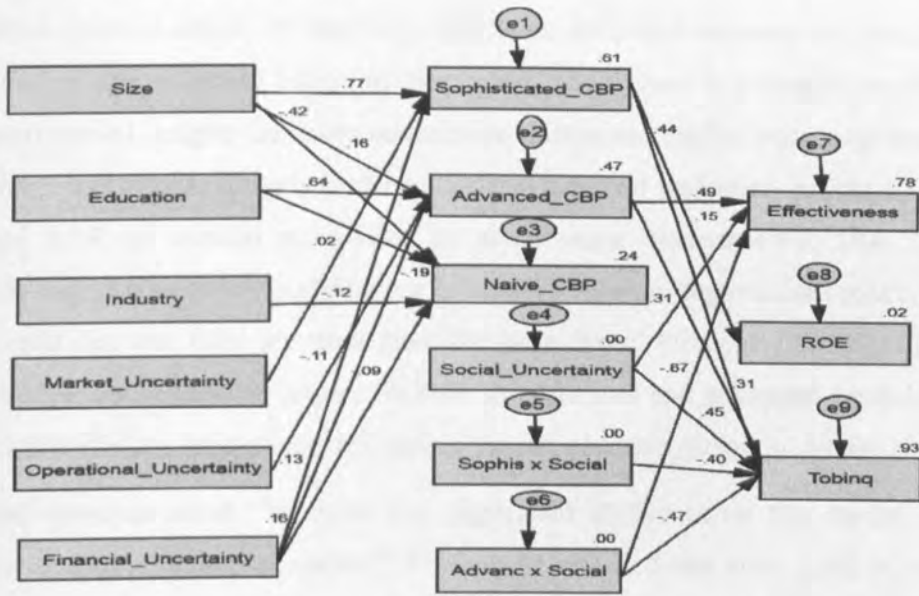 e1
.61
Size
.77
Sophisticated_CBP
-.42
e2
.16
.44
e7
.47
.78
Education
.64
Advanced_CBP
.49
Effectiveness
e3
.15
.02
-.19
.24
e8
Industry
-.12
Naive_CBP
.31
.02
e4
ROE
-.11
.00
-.09
-.67
Market_Uncertainty
Social_Uncertainty
.31
e5
.45
e9
.00
.93
Operational_Uncertainty
.13
Sophis x Social
-.40
Tobinq
e6
.16
.00
.47
Financial_Uncertainty
Advanc x Social